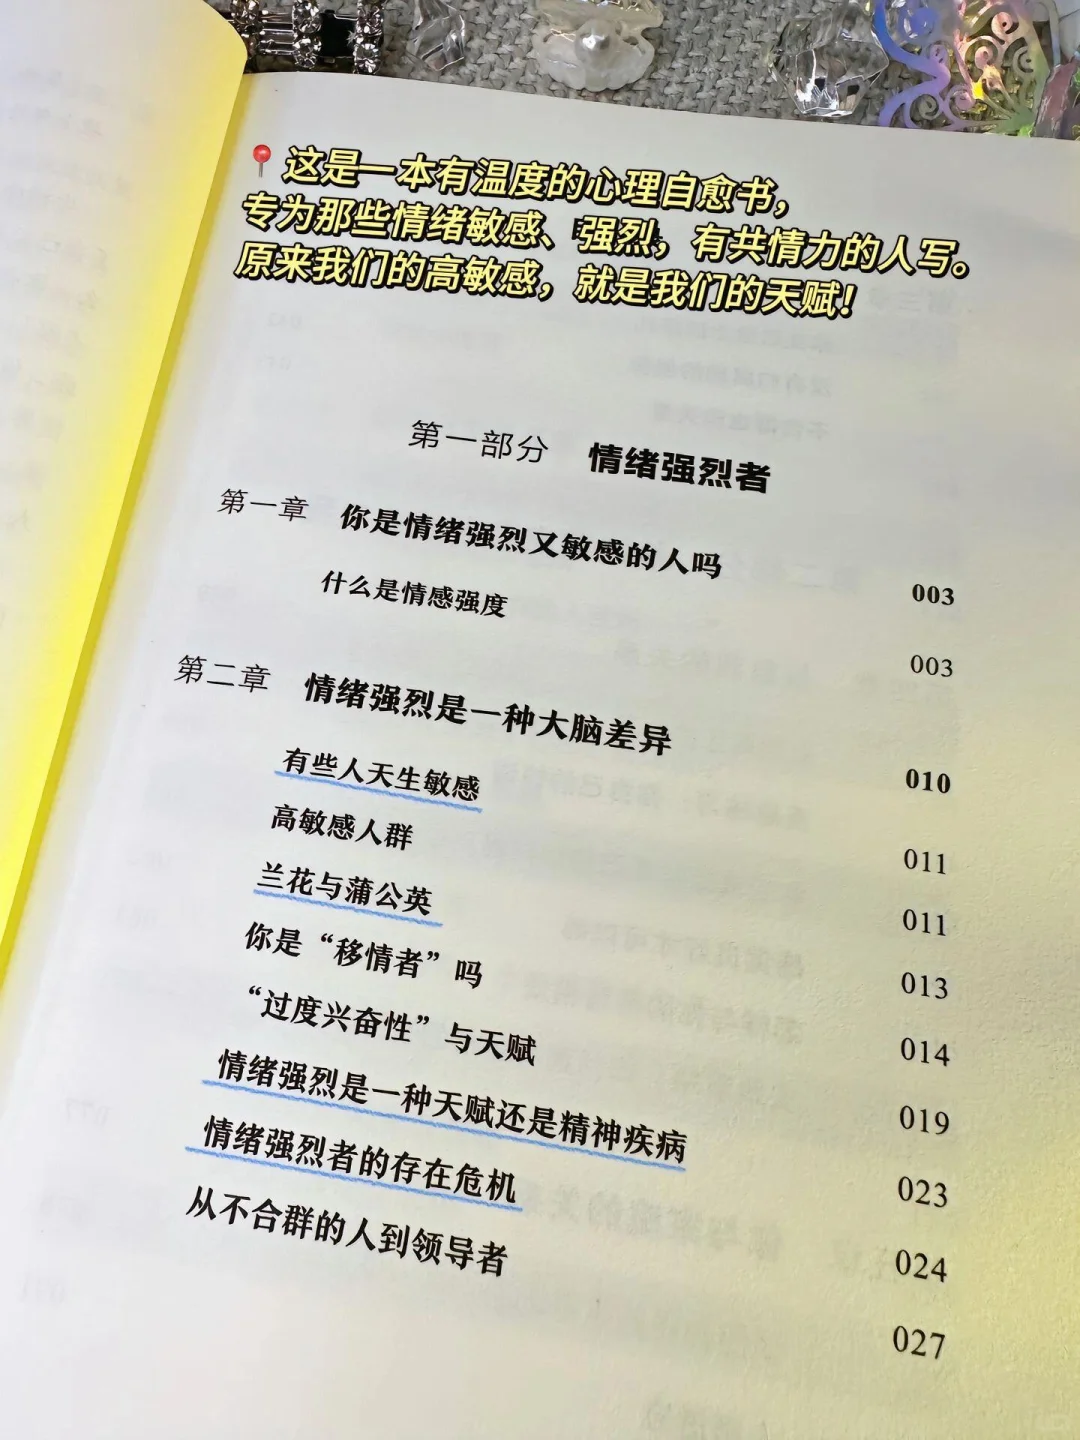 📍这是一本有温度的心理自愈书，
专为那些情绪敏感、强烈，有共情力的人写。
原来我们的高敏感，就是我们的天赋！
第一部分 情绪强烈者
第一章 你是情绪强烈又敏感的人吗 003
什么是情感强度 003
第二章 情绪强烈是一种大脑差异 010
有些人天生敏感 011
高敏感人群 011
兰花与蒲公英 013
你是“移情者”吗 014
“过度兴奋性”与天赋 019
情绪强烈是一种天赋还是精神疾病 023
情绪强烈者的存在危机 024
从不合群的人到领导者 027